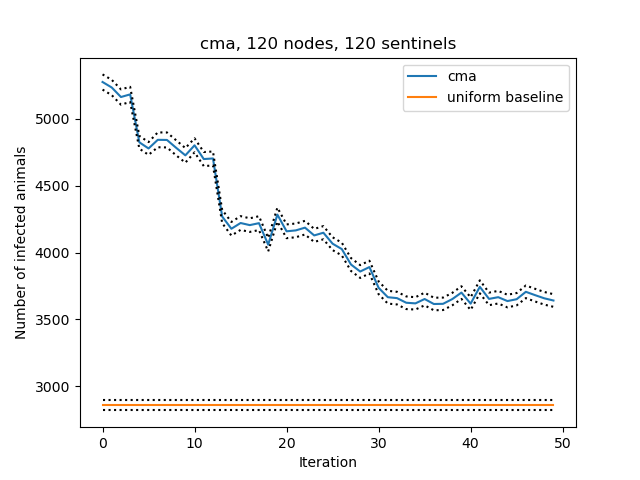 cma, 120 nodes, 120 sentinels
cma
uniform baseline
Number of infected animals
5000
4500
4000
3500
3000
0 10 20 30 40 50
Iteration